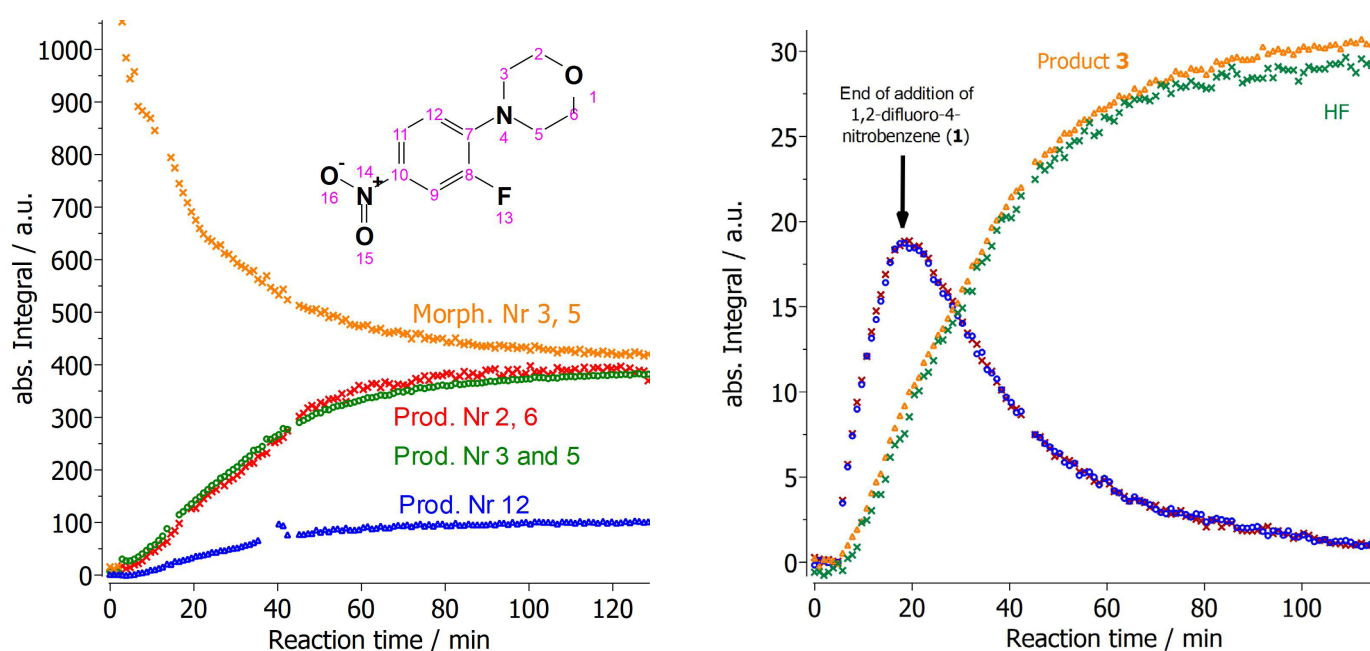 abs. Integral / a.u.
1000
900
800
700
600
500
400
300
200
100
0
0 20 40 60 80 100 120
Reaction time / min
2
3 O
1
N 6
12 4 5
11 7
14 10 8
O - N + 9 F
16 13
O
15
Morph. Nr 3, 5
Prod. Nr 2, 6
Prod. Nr 3 and 5
Prod. Nr 12
abs. Integral / a.u.
30
25
20
15
10
5
0
0 20 40 60 80 100
Reaction time / min
Product 3
HF
End of addition of
1,2-difluoro-4-
nitrobenzene (1)